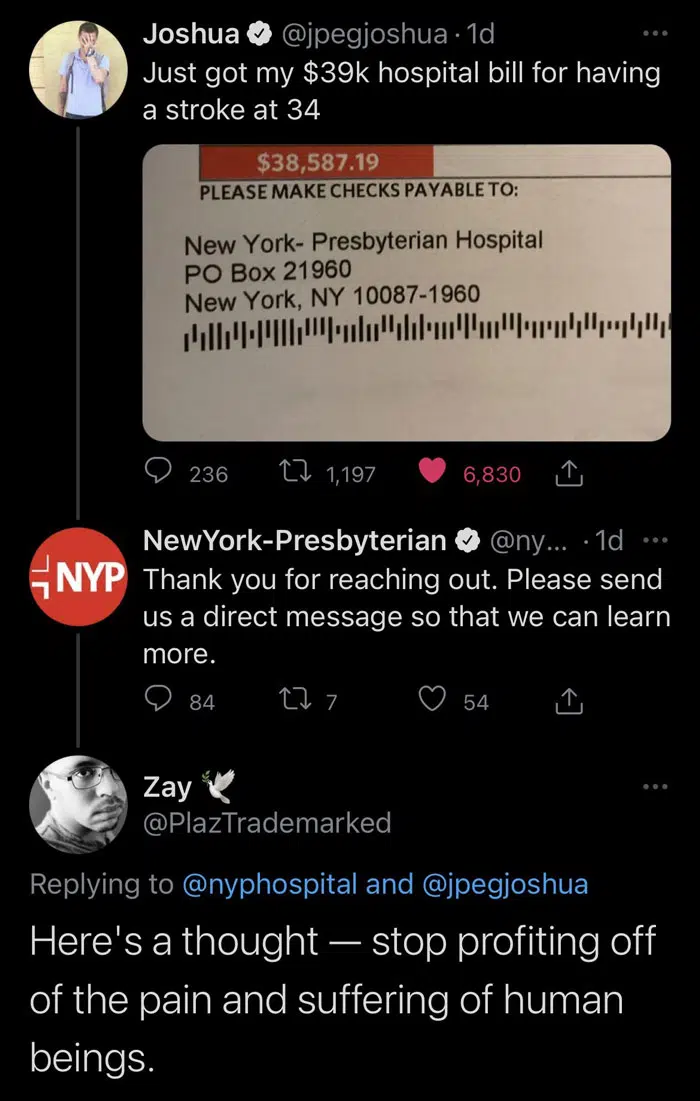 Joshua @jpegjoshua · 1d
Just got my $39k hospital bill for having
a stroke at 34
$38,587.19
PLEASE MAKE CHECKS PAYABLE TO:
New York- Presbyterian Hospital
PO Box 21960
New York, NY 10087-1960
236 1,197 6,830
NewYork-Presbyterian @ny... · 1d
NYP
Thank you for reaching out. Please send
us a direct message so that we can learn
more.
84 7 54
Zay 🕊
@PlazTrademarked
Replying to @nyphospital and @jpegjoshua
Here's a thought — stop profiting off
of the pain and suffering of human
beings.